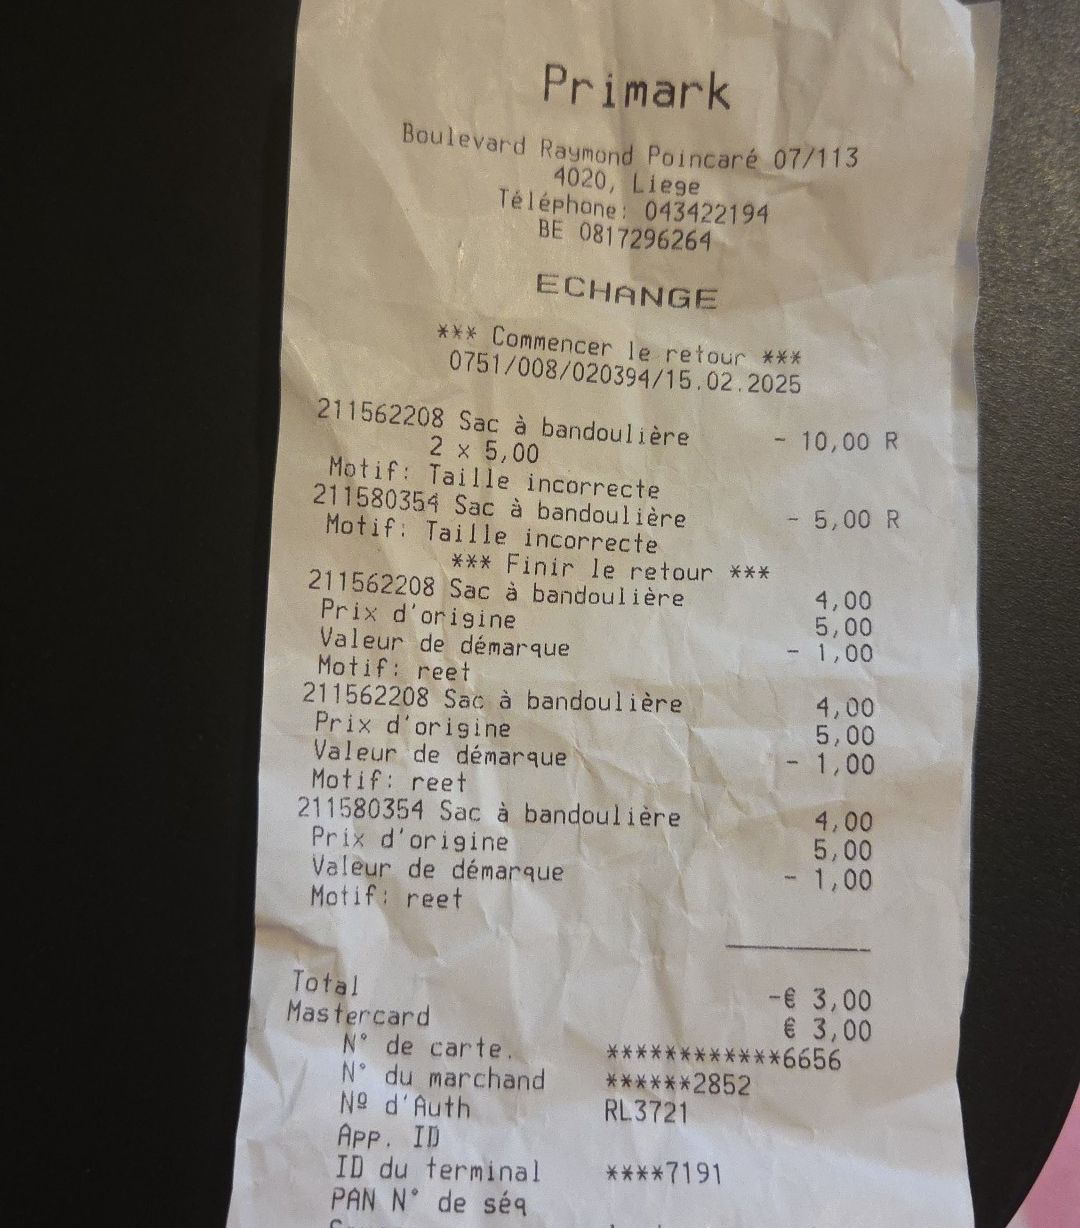 Primark
Boulevard Raymond Poincaré 07/113
4020, Liege
Téléphone: 043422194
BE 0817296264
ECHANGE
*** Commencer le retour ***
0751/008/020394/15.02.2025
211562208 Sac à bandoulière - 10,00 R
2 x 5,00
Motif: Taille incorrecte
211580354 Sac à bandoulière - 5,00 R
Motif: Taille incorrecte
*** Finir le retour ***
211562208 Sac à bandoulière 4,00
Prix d'origine 5,00
Valeur de démarque - 1,00
Motif: reet
211562208 Sac à bandoulière 4,00
Prix d'origine 5,00
Valeur de démarque - 1,00
Motif: reet
211580354 Sac à bandoulière 4,00
Prix d'origine 5,00
Valeur de démarque - 1,00
Motif: reet
Total -€ 3,00
Mastercard € 3,00
N° de carte. ************6656
N° du marchand ******2852
Nº d'Auth RL3721
App. ID
ID du terminal ****7191
PAN N° de séq